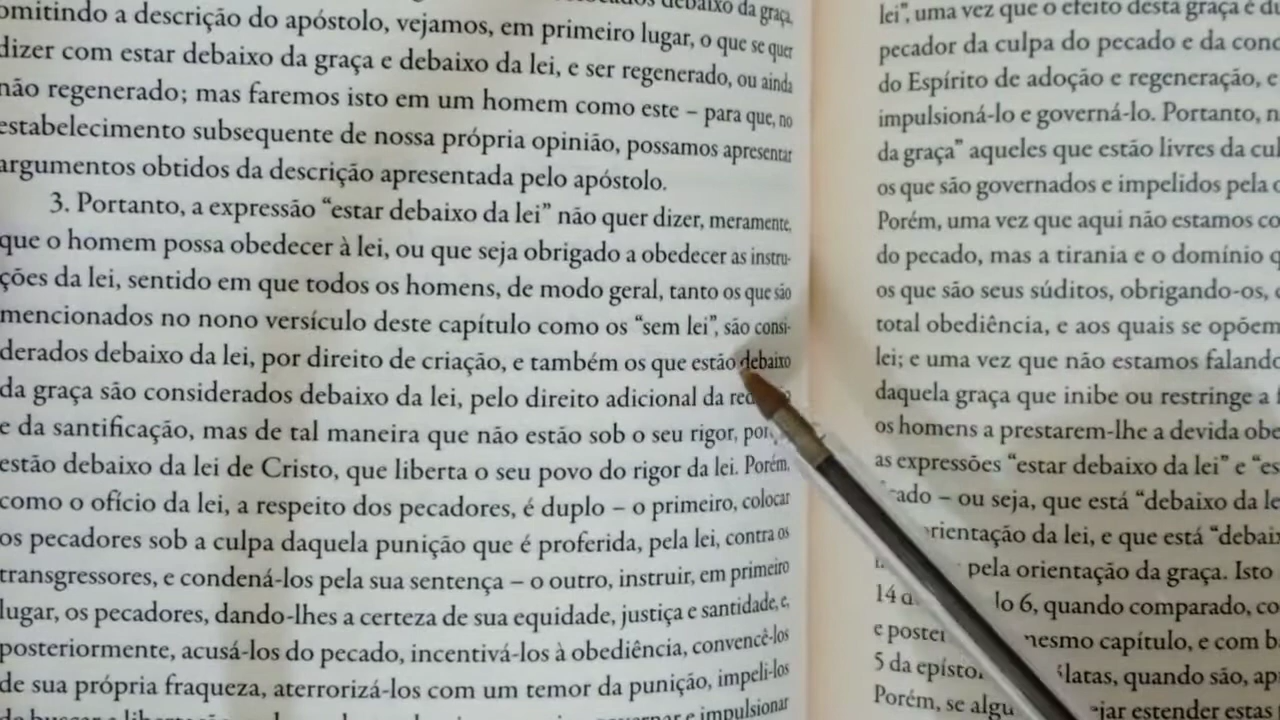 debaixo da graça,
omitindo a descrição do apóstolo, vejamos, em primeiro lugar, o que se quer
dizer com estar debaixo da graça e debaixo da lei, e ser regenerado, ou ainda
não regenerado; mas faremos isto em um homem como este – para que, no
estabelecimento subsequente de nossa própria opinião, possamos apresentar
argumentos obtidos da descrição apresentada pelo apóstolo.
3. Portanto, a expressão “estar debaixo da lei” não quer dizer, meramente,
que o homem possa obedecer à lei, ou que seja obrigado a obedecer as instru-
ções da lei, sentido em que todos os homens, de modo geral, tanto os que são
mencionados no nono versículo deste capítulo como os “sem lei”, são consi-
derados debaixo da lei, por direito de criação, e também os que estão debaixo
da graça são considerados debaixo da lei, pelo direito adicional da
e da santificação, mas de tal maneira que não estão sob o seu rigor,
estão debaixo da lei de Cristo, que liberta o seu povo do rigor da lei. Porém,
como o ofício da lei, a respeito dos pecadores, é duplo – o primeiro, colocar
os pecadores sob a culpa daquela punição que é proferida, pela lei, contra os
transgressores, e condená-los pela sua sentença – o outro, instruir, em primeiro
lugar, os pecadores, dando-lhes a certeza de sua equidade, justiça e santidade, e,
posteriormente, acusá-los do pecado, incentivá-los à obediência, convencê-los
de sua própria fraqueza, aterrorizá-los com um temor da punição, impeli-los
e impulsionar
lei”, uma vez que o efeito desta graça é
pecador da culpa do pecado e da
do Espírito de adoção e regeneração, e
impulsioná-lo e governá-lo. Portanto,
da graça” aqueles que estão livres da
os que são governados e impelidos pela
Porém, uma vez que aqui não estamos
do pecado, mas a tirania e o domínio
os que são seus súditos, obrigando-os,
total obediência, e aos quais se opõem
lei; e uma vez que não estamos falando
daquela graça que inibe ou restringe a
os homens a prestarem-lhe a devida
as expressões “estar debaixo da lei” e
– ou seja, que está “debaixo da
da lei, e que está
pela orientação da graça. Isto
14 6, quando comparado,
e mesmo capítulo, e com
5 da quando são,
Porém, se estender estas